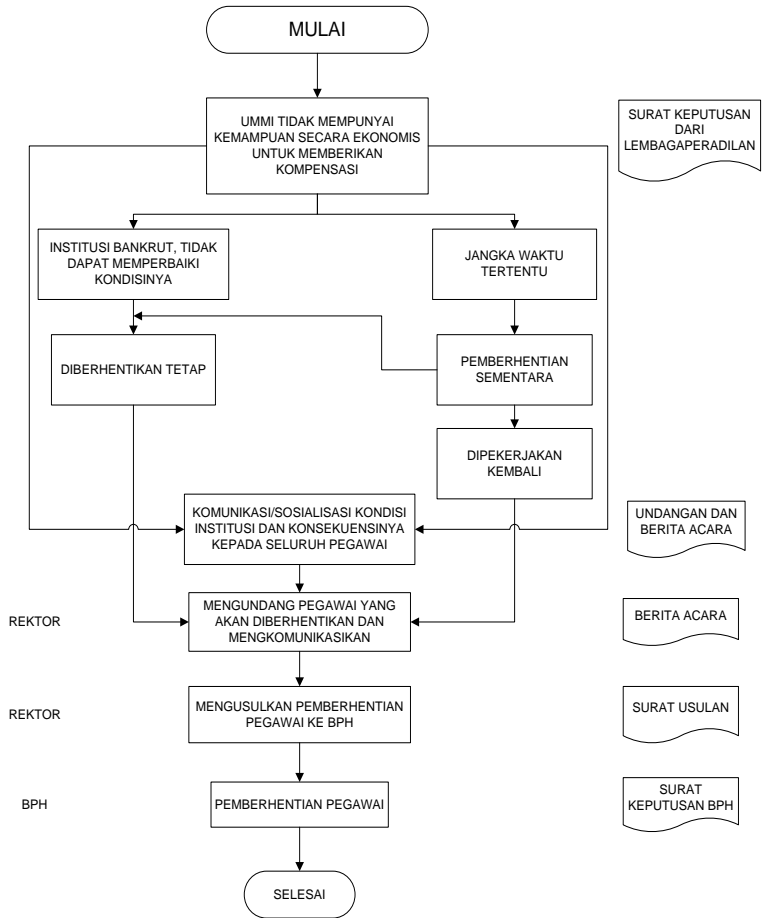 MULAI
UMMI TIDAK MEMPUNYAI
KEMAMPUAN SECARA EKONOMIS
UNTUK MEMBERIKAN
KOMPENSASI
SURAT KEPUTUSAN
DARI
LEMBAGAPERADILAN
INSTITUSI BANKRUT, TIDAK
DAPAT MEMPERBAIKI
KONDISINYA
JANGKA WAKTU
TERTENTU
DIBERHENTIKAN TETAP
PEMBERHENTIAN
SEMENTARA
DIPEKERJAKAN
KEMBALI
KOMUNIKASI/SOSIALISASI KONDISI
INSTITUSI DAN KONSEKUENSINYA
KEPADA SELURUH PEGAWAI
UNDANGAN DAN
BERITA ACARA
REKTOR
MENGUNDANG PEGAWAI YANG
AKAN DIBERHENTIKAN DAN
MENGKOMUNIKASIKAN
BERITA ACARA
REKTOR
MENGUSULKAN PEMBERHENTIAN
PEGAWAI KE BPH
SURAT USULAN
BPH
PEMBERHENTIAN PEGAWAI
SURAT
KEPUTUSAN BPH
SELESAI